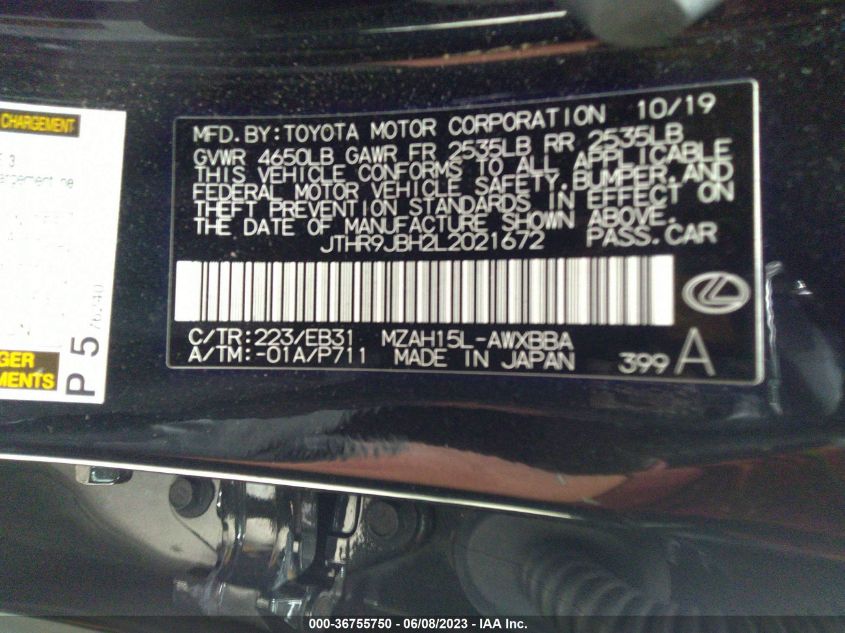 CHARGEMENT
10/19
MFD. BY: TOYOTA MOTOR CORPORATION
GVWR 4650LB GAWR FR 2535LB RR 2535LB
THIS VEHICLE CONFORMS TO ALL APPLICABLE
FEDERAL MOTOR VEHICLE SAFETY, BUMPER, AND
THEFT PREVENTION STANDARDS IN EFFECT ON
THE DATE OF MANUFACTURE SHOWN ABOVE.
JTHR9JBH2L2021672 PASS. CAR
C/TR: 223/EB31 MZAH15L-AWXBBA
A/TM: -01A/P711 MADE IN JAPAN 399 A
P 5
000-36755750 - 06/08/2023 - IAA Inc.